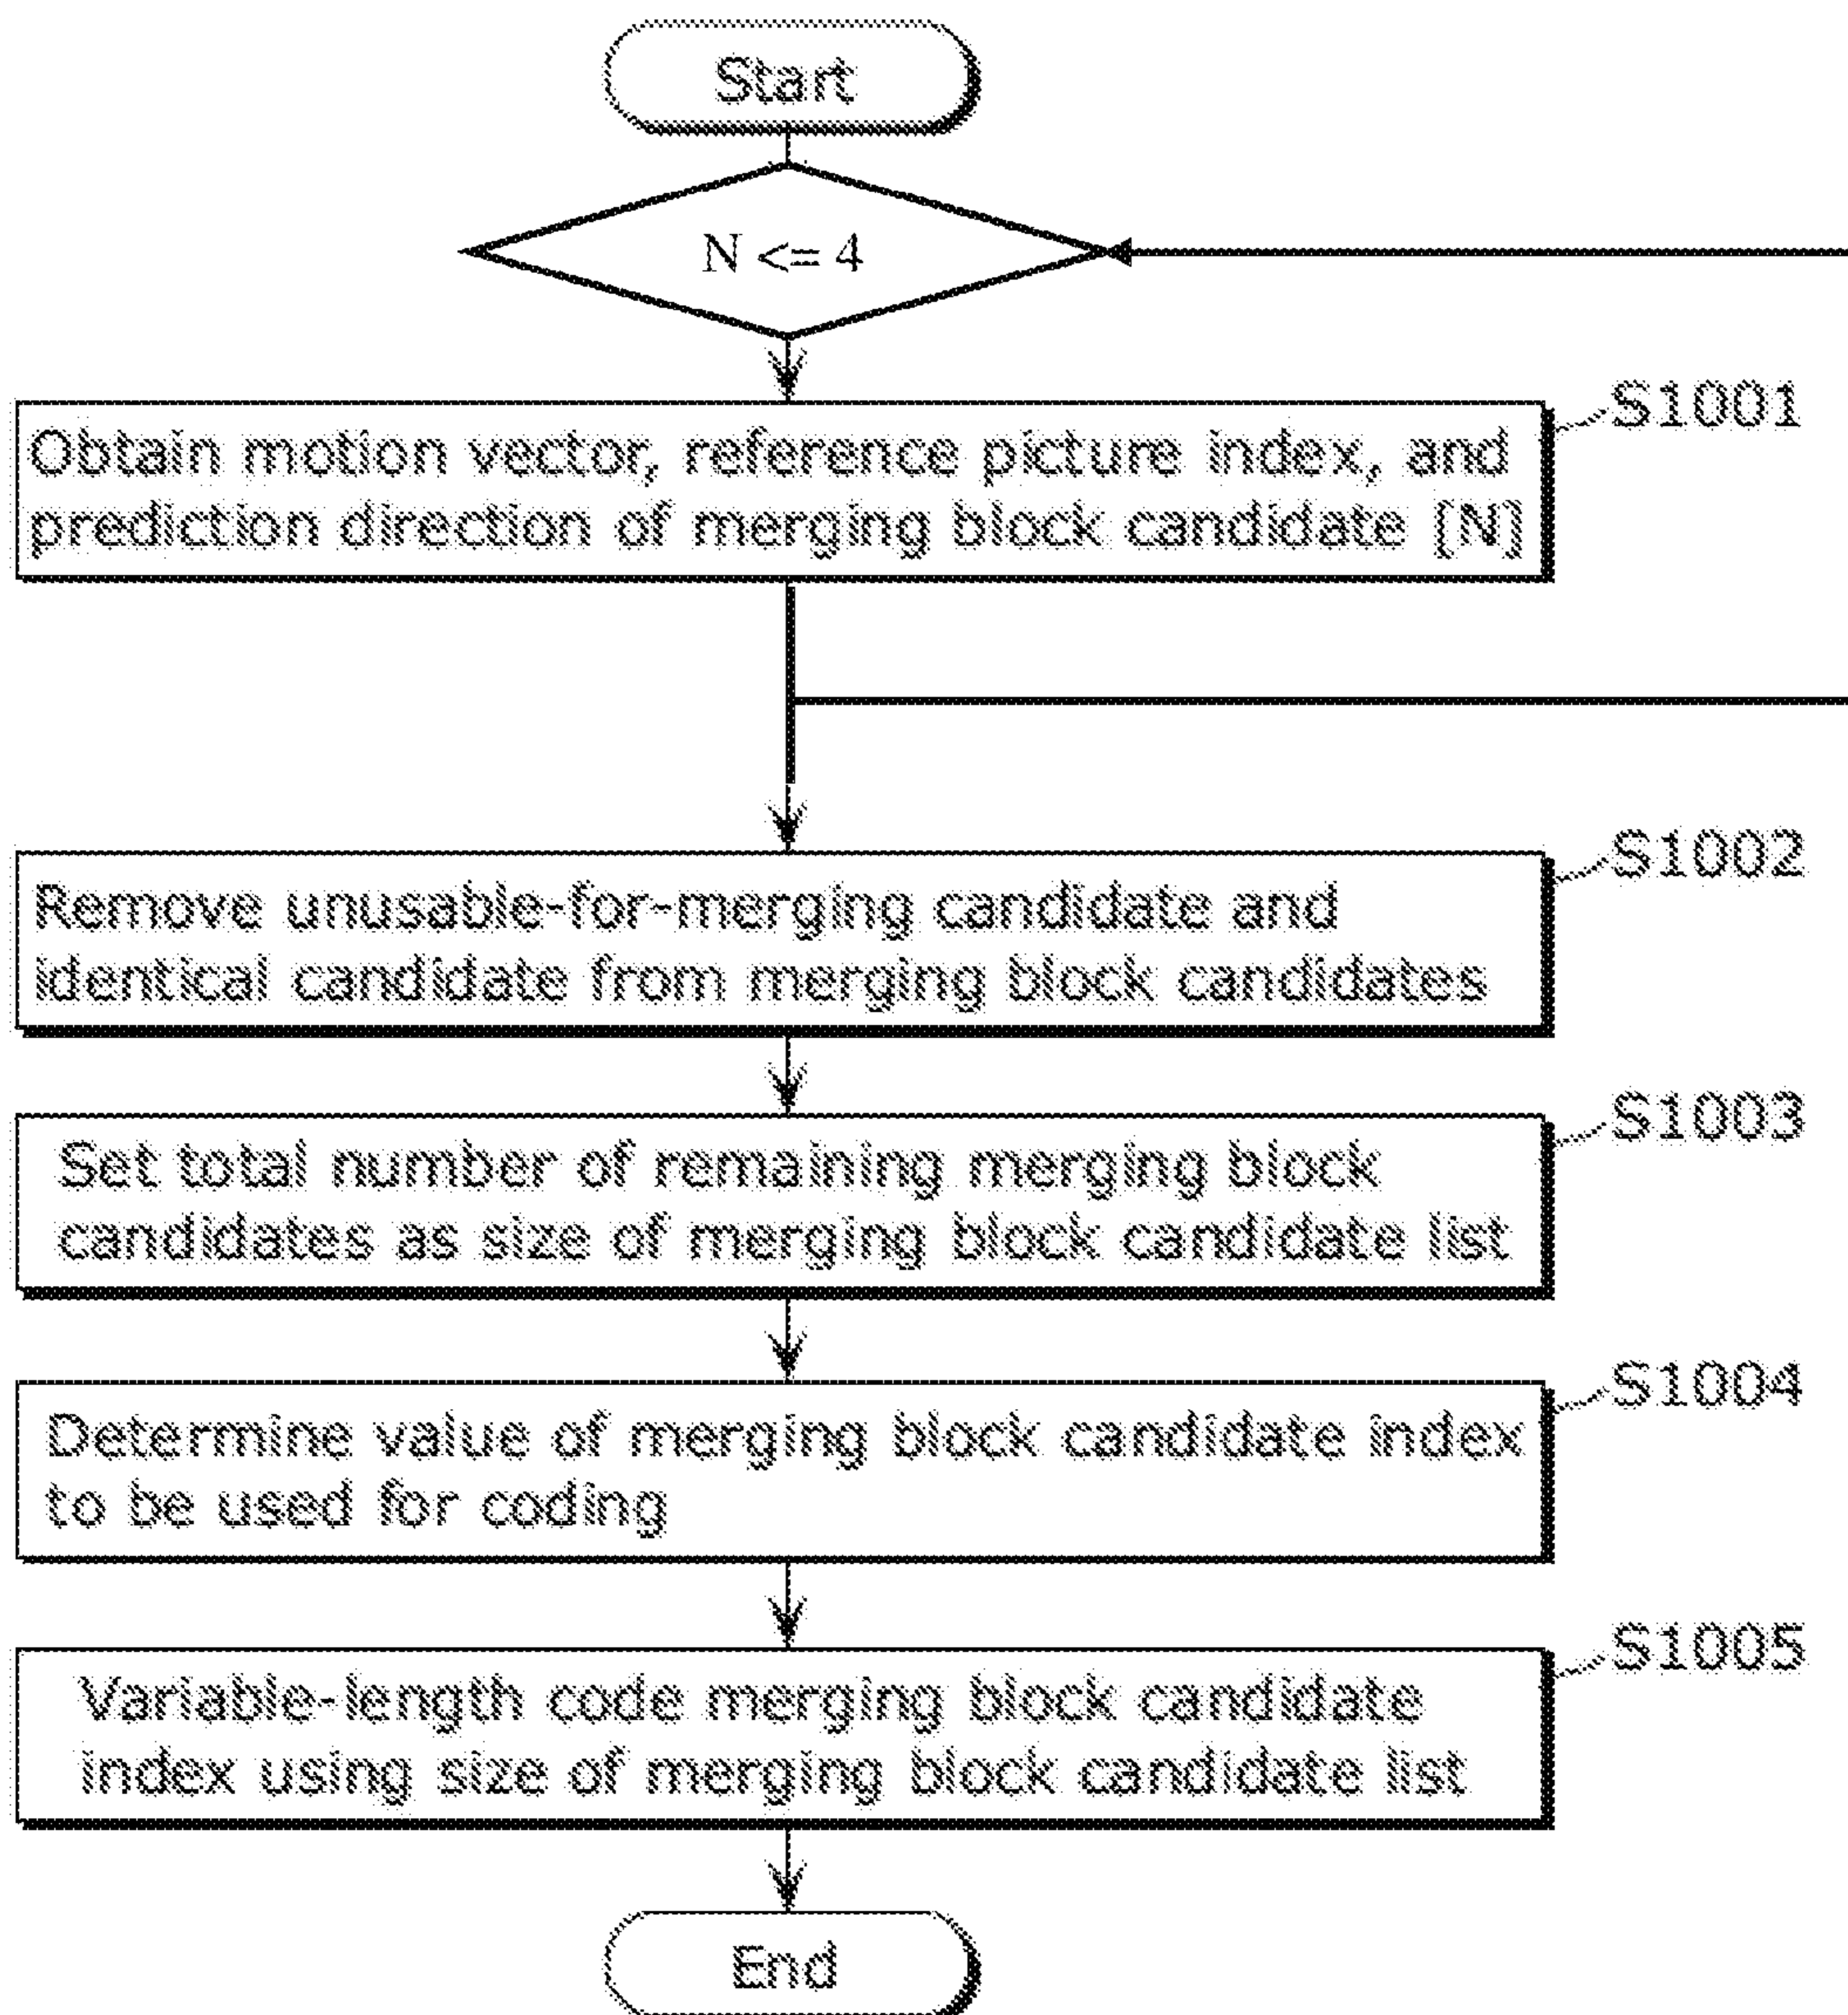 Start
N <= 4
S1001
Obtain motion vector, reference picture index, and
prediction direction of merging block candidate [N]
S1002
Remove unusable-for-merging candidate and
identical candidate from merging block candidates
S1003
Set total number of remaining merging block
candidates as size of merging block candidate list
S1004
Determine value of merging block candidate index
to be used for coding
S1005
Variable-length code merging block candidate
index using size of merging block candidate list
End